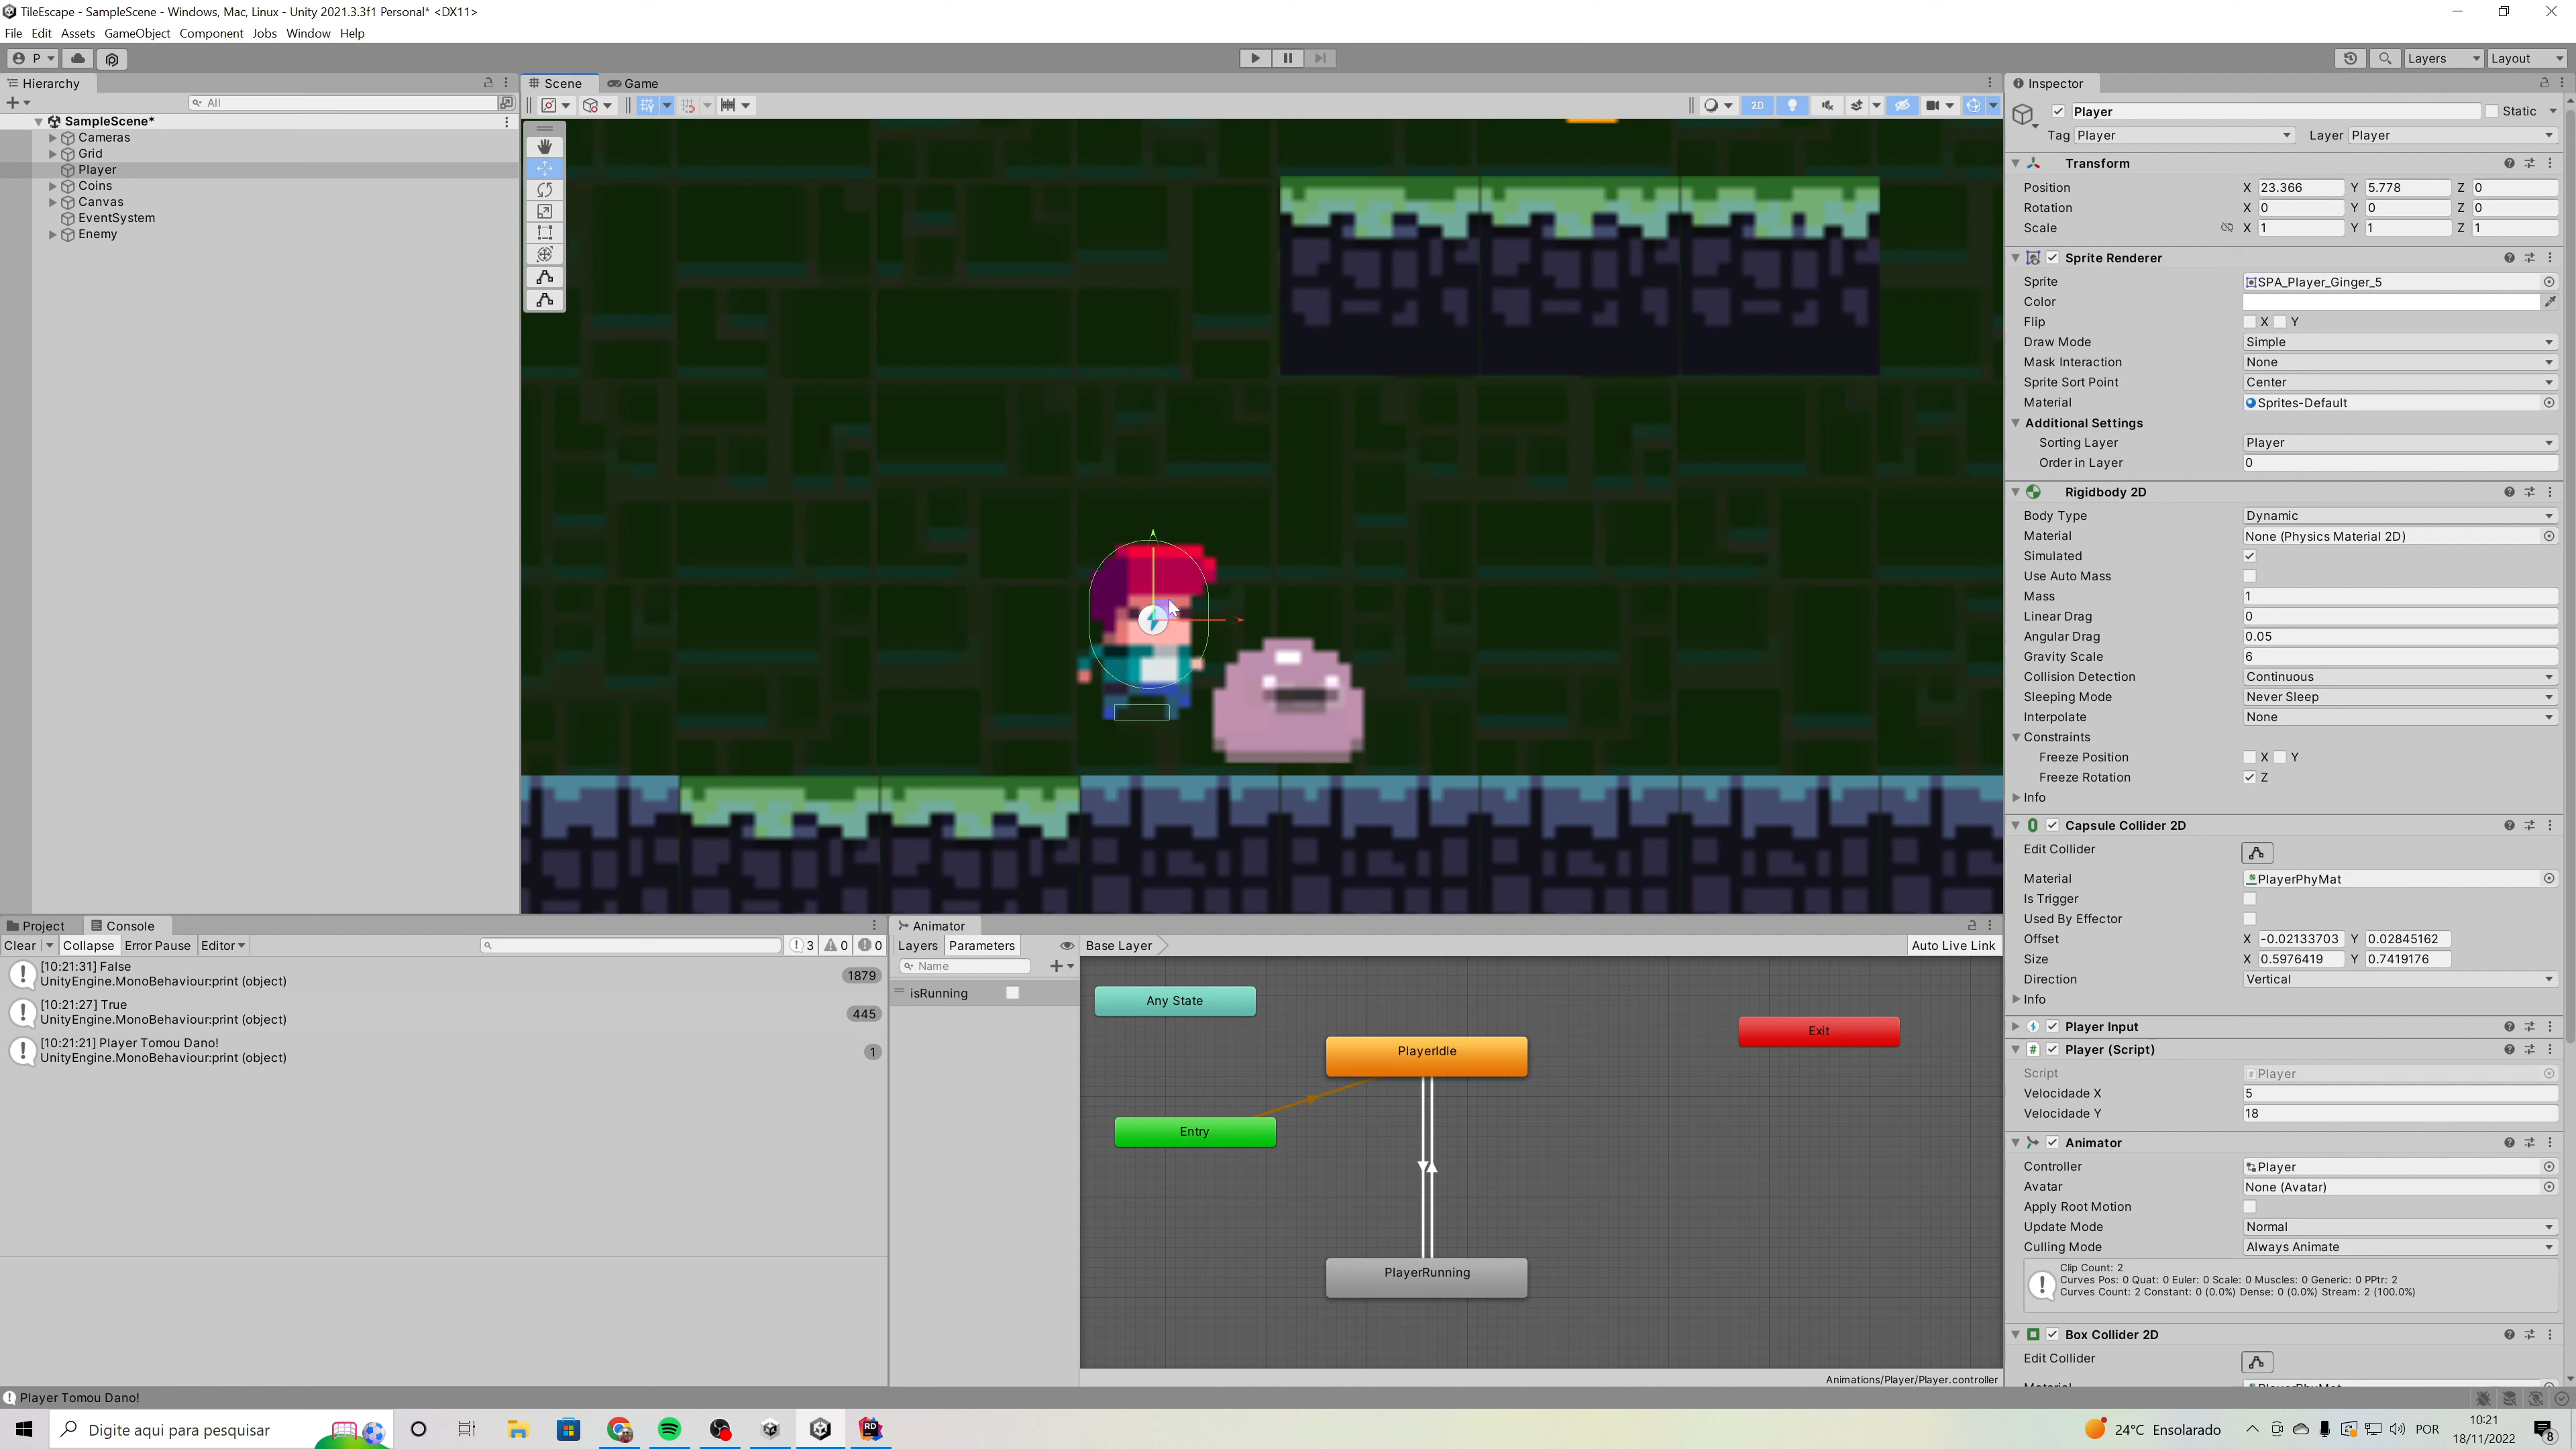 TileEscape - SampleScene - Windows, Mac, Linux - Unity 2021.3.3f1 Personal* <DX11>
File Edit Assets GameObject Component Jobs Window Help
P
Layers Layout
Hierarchy
Scene Game
Inspector
All
2D
SampleScene*
Cameras
Grid
Player
Coins
Canvas
EventSystem
Enemy
Player Static
Tag Player Layer Player
Transform
Position X 23.366 Y 5.778 Z 0
Rotation X 0 Y 0 Z 0
Scale X 1 Y 1 Z 1
Sprite Renderer
Sprite SPA_Player_Ginger_5
Color
Flip X Y
Draw Mode Simple
Mask Interaction None
Sprite Sort Point Center
Material Sprites-Default
Additional Settings
Sorting Layer Player
Order in Layer 0
Rigidbody 2D
Body Type Dynamic
Material None (Physics Material 2D)
Simulated
Use Auto Mass
Mass 1
Linear Drag 0
Angular Drag 0.05
Gravity Scale 6
Collision Detection Continuous
Sleeping Mode Never Sleep
Interpolate None
Constraints
Freeze Position X Y
Freeze Rotation Z
Info
Capsule Collider 2D
Edit Collider
Material PlayerPhyMat
Is Trigger
Used By Effector
Offset X -0.02133703 Y 0.02845162
Size X 0.5976419 Y 0.7419176
Direction Vertical
Info
Player Input
Player (Script)
Script Player
Velocidade X 5
Velocidade Y 18
Animator
Controller Player
Avatar None (Avatar)
Apply Root Motion
Update Mode Normal
Culling Mode Always Animate
Clip Count: 2
Curves Pos: 0 Quat: 0 Euler: 0 Scale: 0 Muscles: 0 Generic: 0 PPtr: 2
Curves Count: 2 Constant: 0 (0.0%) Dense: 0 (0.0%) Stream: 2 (100.0%)
Box Collider 2D
Edit Collider
Project Console
Clear Collapse Error Pause Editor 3 0 0
[10:21:31] False
UnityEngine.MonoBehaviour:print (object)
1879
[10:21:27] True
UnityEngine.MonoBehaviour:print (object)
445
[10:21:21] Player Tomou Dano!
UnityEngine.MonoBehaviour:print (object)
1
Animator
Layers Parameters Base Layer Auto Live Link
Name
isRunning
Any State
Exit
PlayerIdle
Entry
PlayerRunning
Animations/Player/Player.controller
Player Tomou Dano!
Digite aqui para pesquisar
RD
24°C Ensolarado
POR
10:21
18/11/2022
8